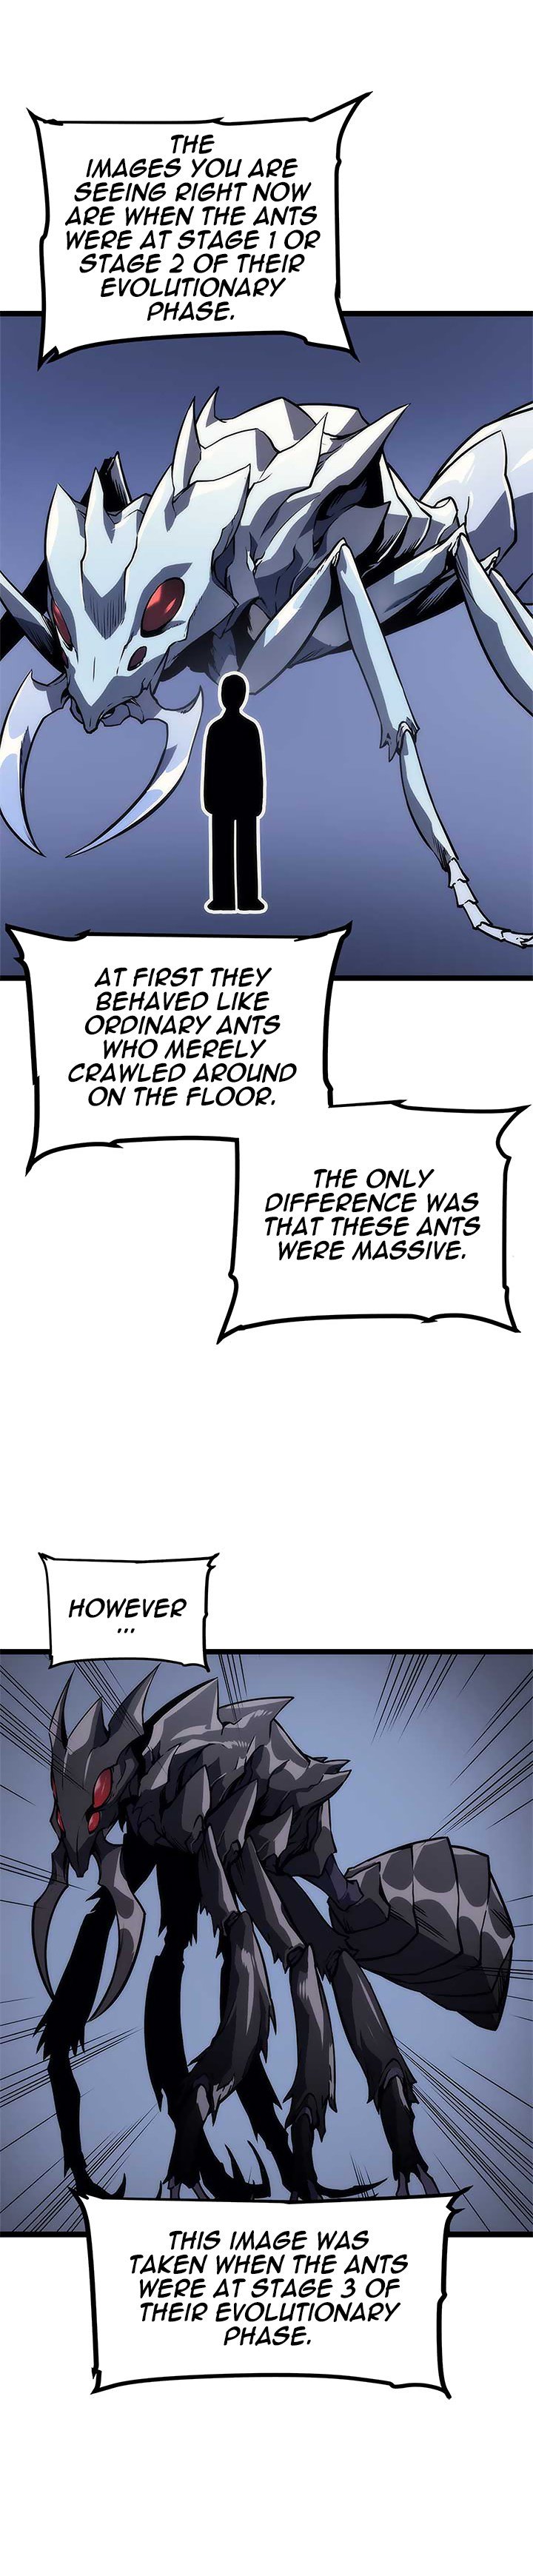 THE
IMAGES YOU ARE
SEEING RIGHT NOW
ARE WHEN THE ANTS
WERE AT STAGE 1 OR
STAGE 2 OF THEIR
EVOLUTIONARY
PHASE.
AT FIRST THEY
BEHAVED LIKE
ORDINARY ANTS
WHO MERELY
CRAWLED AROUND
ON THE FLOOR.
THE ONLY
DIFFERENCE WAS
THAT THESE ANTS
WERE MASSIVE.
HOWEVER
...
THIS IMAGE WAS
TAKEN WHEN THE ANTS
WERE AT STAGE 3 OF
THEIR EVOLUTIONARY
PHASE.